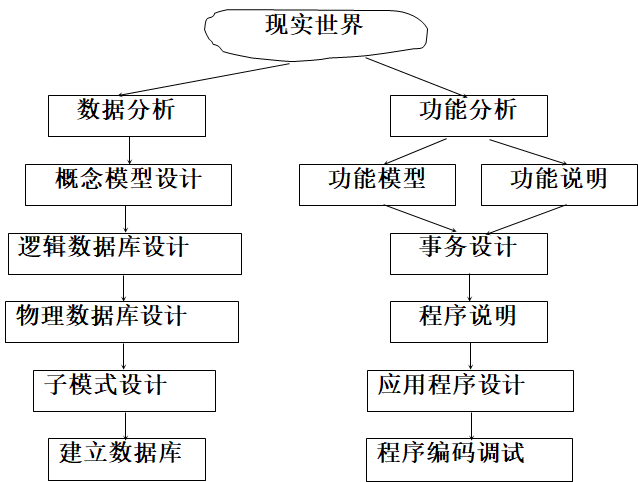 现实世界
数据分析
功能分析
概念模型设计
功能模型
功能说明
逻辑数据库设计
事务设计
物理数据库设计
程序说明
子模式设计
应用程序设计
建立数据库
程序编码调试